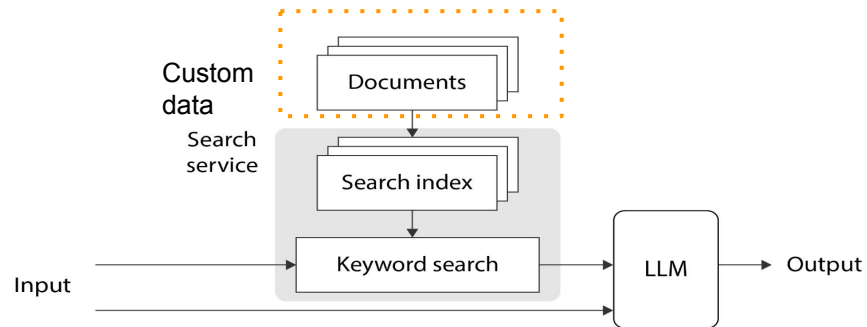 Custom
data
Documents
Search
service
Search index
Keyword search
Input
LLM
Output